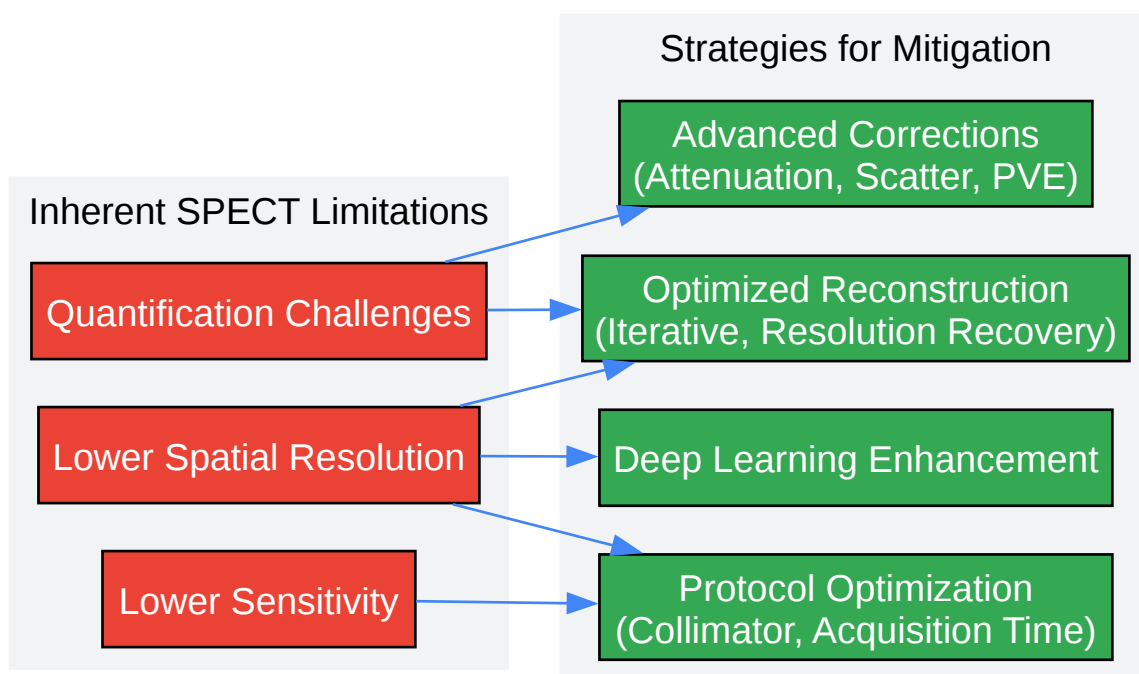 Inherent SPECT Limitations
Quantification Challenges
Lower Spatial Resolution
Lower Sensitivity
Strategies for Mitigation
Advanced Corrections
(Attenuation, Scatter, PVE)
Optimized Reconstruction
(Iterative, Resolution Recovery)
Deep Learning Enhancement
Protocol Optimization
(Collimator, Acquisition Time)